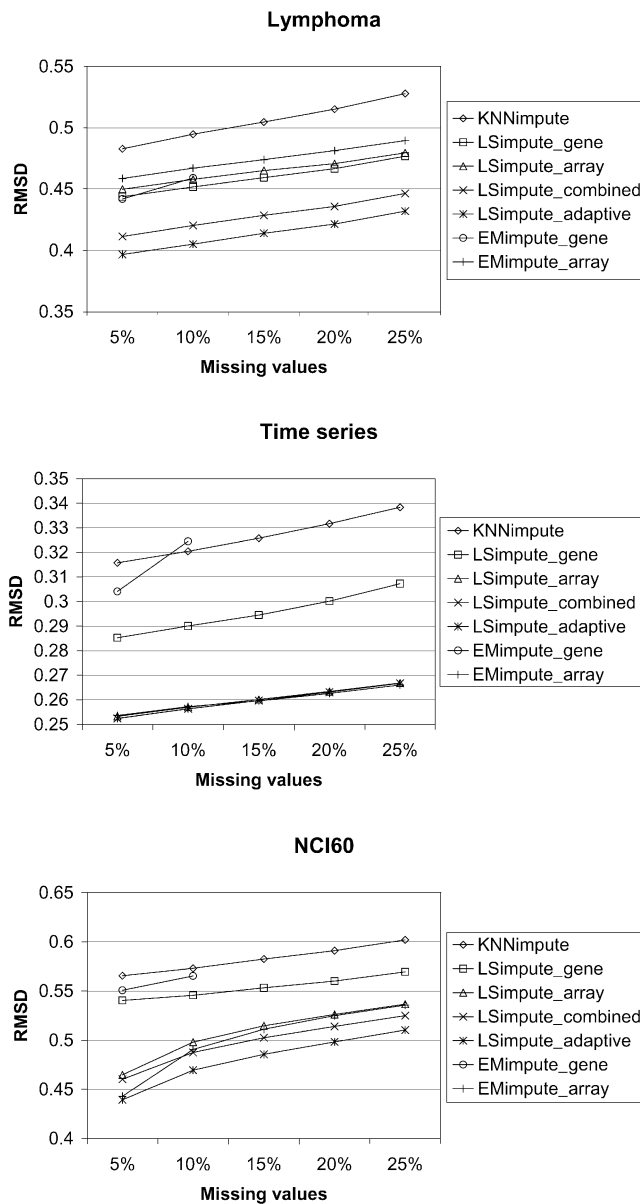 Lymphoma
0.55
0.5
0.45
0.4
0.35
RMSD
5% 10% 15% 20% 25%
Missing values
KNNimpute
LSimpute_gene
LSimpute_array
LSimpute_combined
LSimpute_adaptive
EMimpute_gene
EMimpute_array
Time series
0.35
0.34
0.33
0.32
0.31
0.3
0.29
0.28
0.27
0.26
0.25
RMSD
5% 10% 15% 20% 25%
Missing values
KNNimpute
LSimpute_gene
LSimpute_array
LSimpute_combined
LSimpute_adaptive
EMimpute_gene
EMimpute_array
NCI60
0.65
0.6
0.55
0.5
0.45
0.4
RMSD
5% 10% 15% 20% 25%
Missing values
KNNimpute
LSimpute_gene
LSimpute_array
LSimpute_combined
LSimpute_adaptive
EMimpute_gene
EMimpute_array